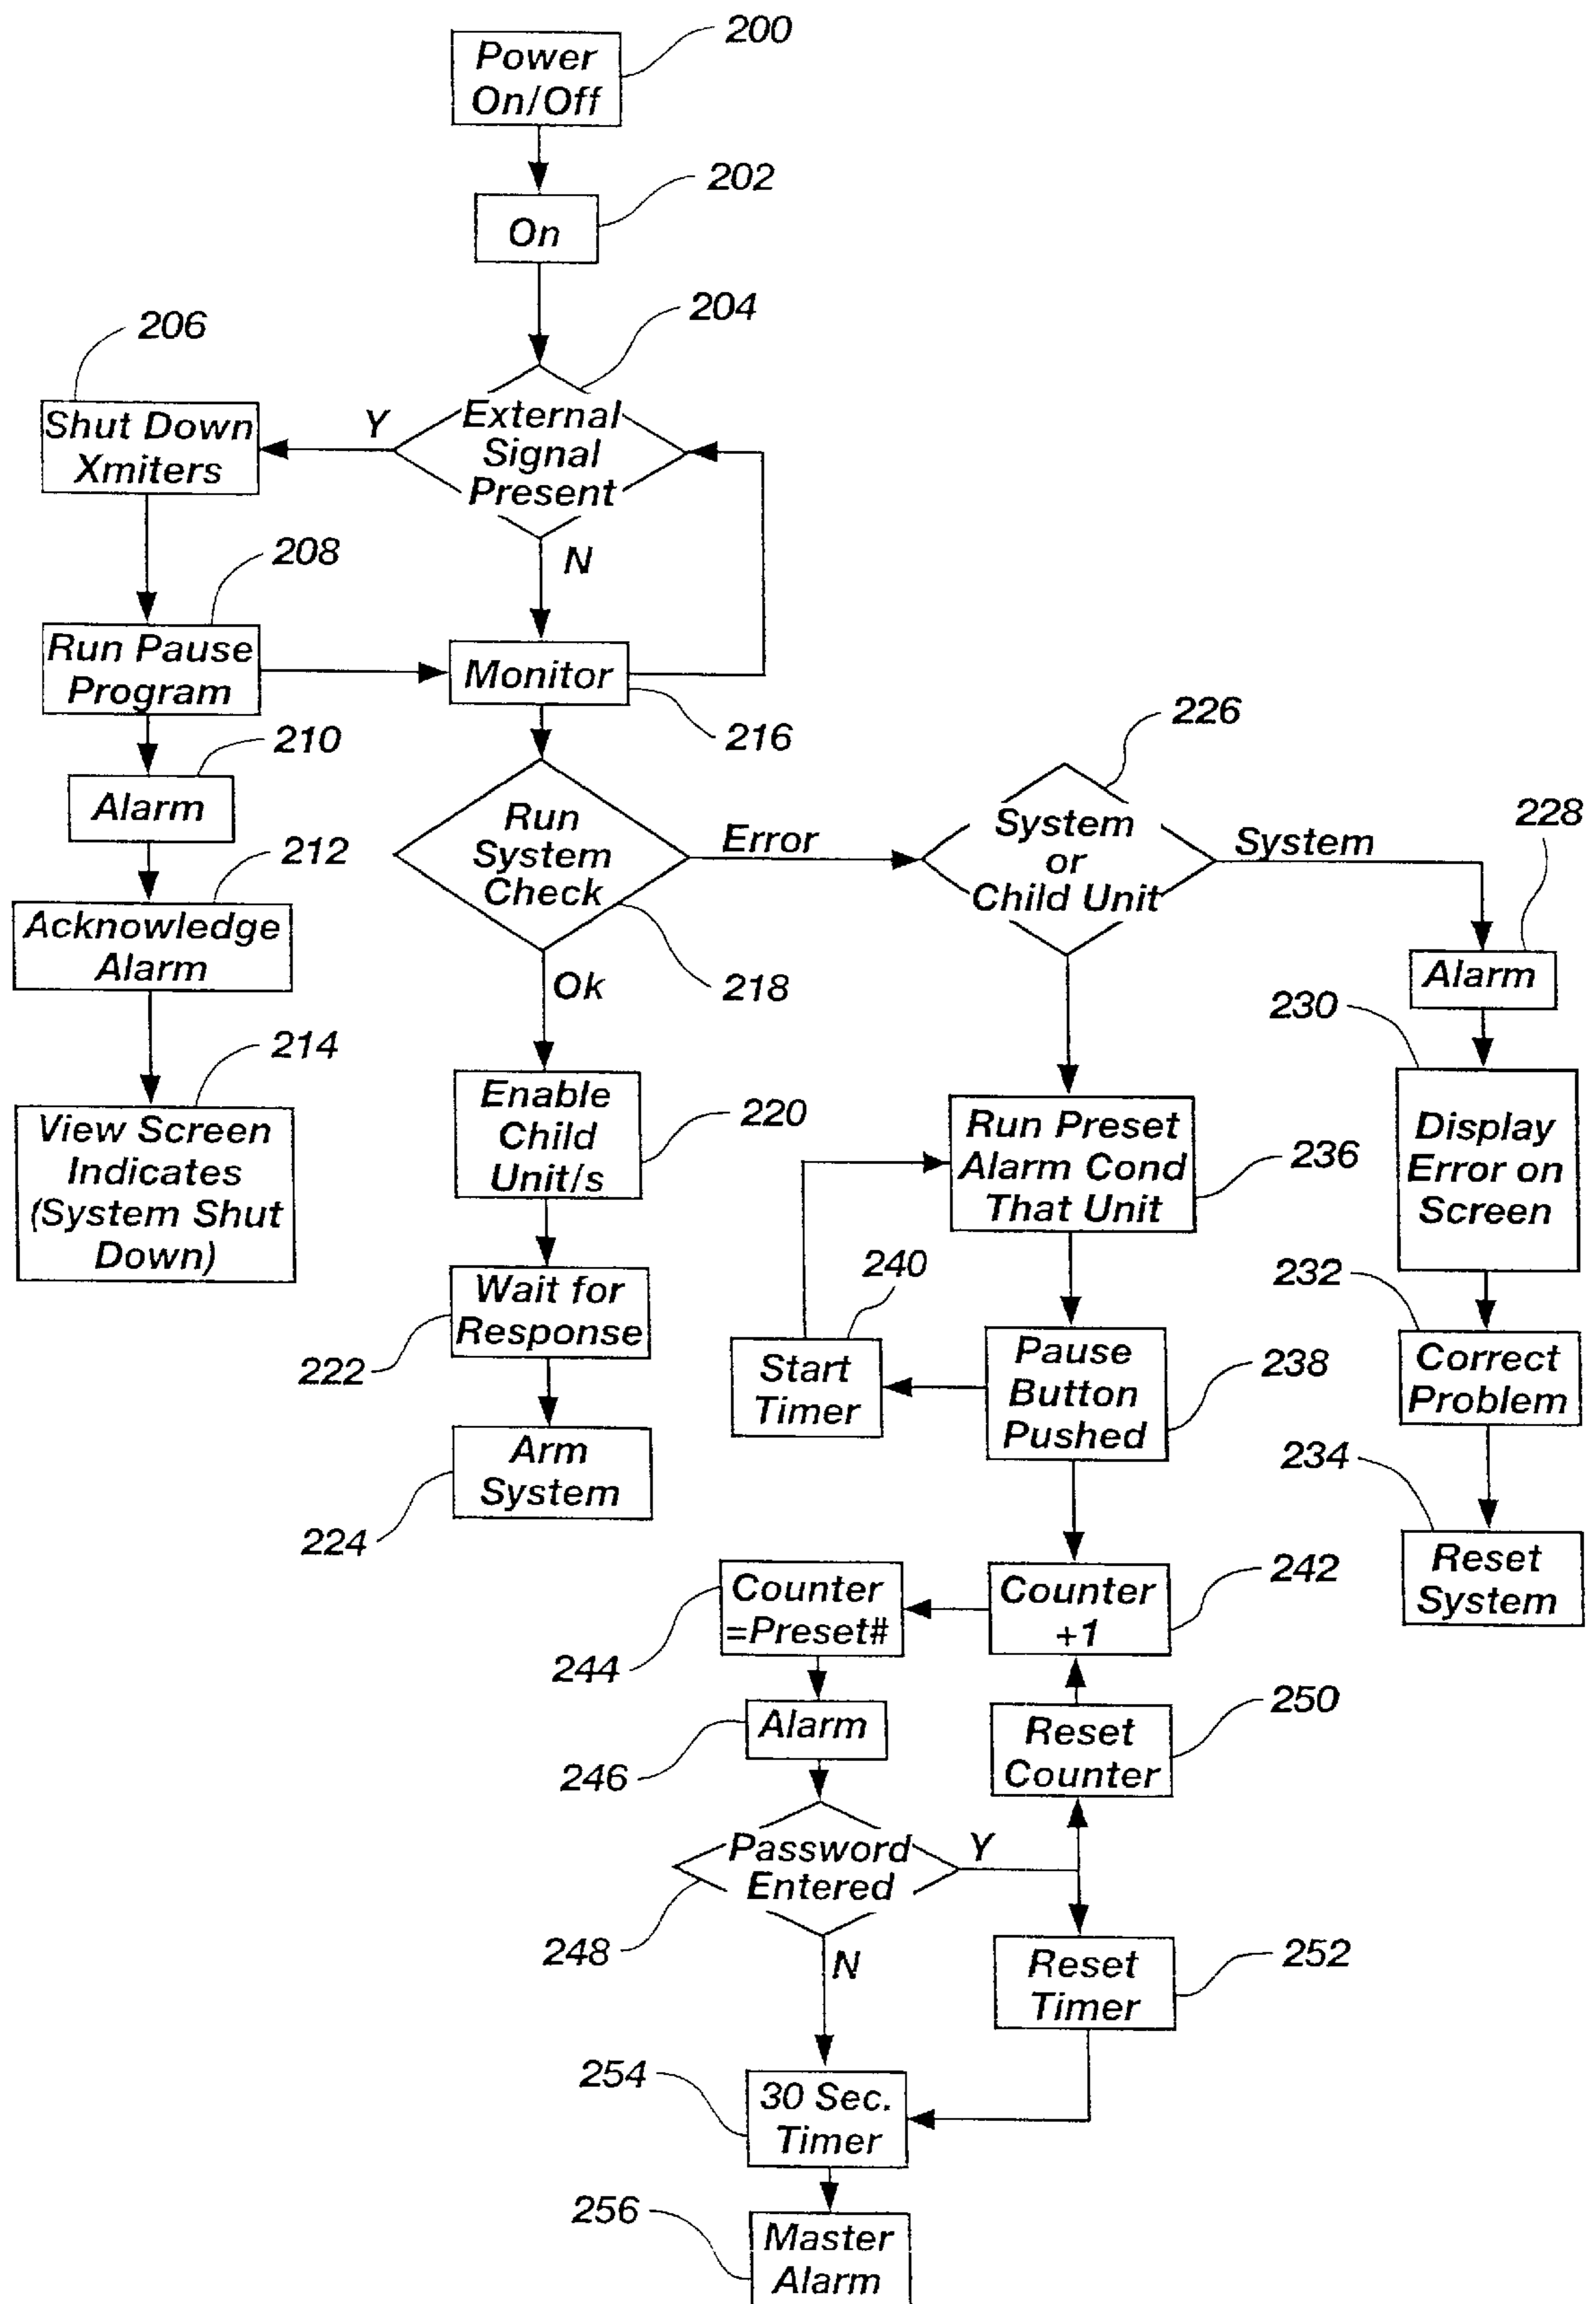 200
Power
On/Off
202
On
204
206
External
Signal
Present
Y
Shut Down
Xmiters
N
208
Run Pause
Program
Monitor
216
210
Alarm
212
Acknowledge
Alarm
214
View Screen
Indicates
(System Shut
Down)
Run
System
Check
218
Error
Ok
226
System
or
Child Unit
System
228
Alarm
230
Display
Error on
Screen
232
Correct
Problem
234
Reset
System
Enable
Child
Unit/s
220
Wait for
Response
222
Arm
System
224
Run Preset
Alarm Cond
That Unit
236
240
Start
Timer
Pause
Button
Pushed
238
Counter
+1
242
Counter
=Preset#
244
Alarm
246
Reset
Counter
250
Password
Entered
248
Y
N
Reset
Timer
252
254
30 Sec.
Timer
256
Master
Alarm